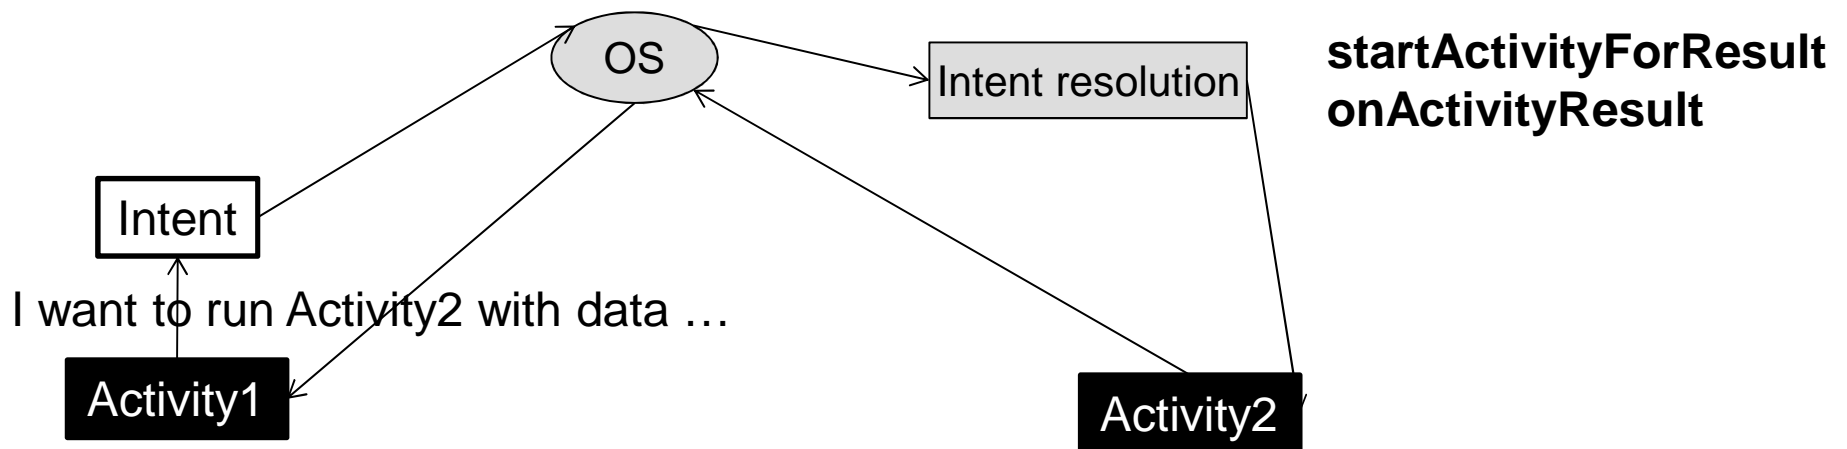 OS
Intent resolution
startActivityForResult
onActivityResult
Intent
I want to run Activity2 with data …
Activity1
Activity2